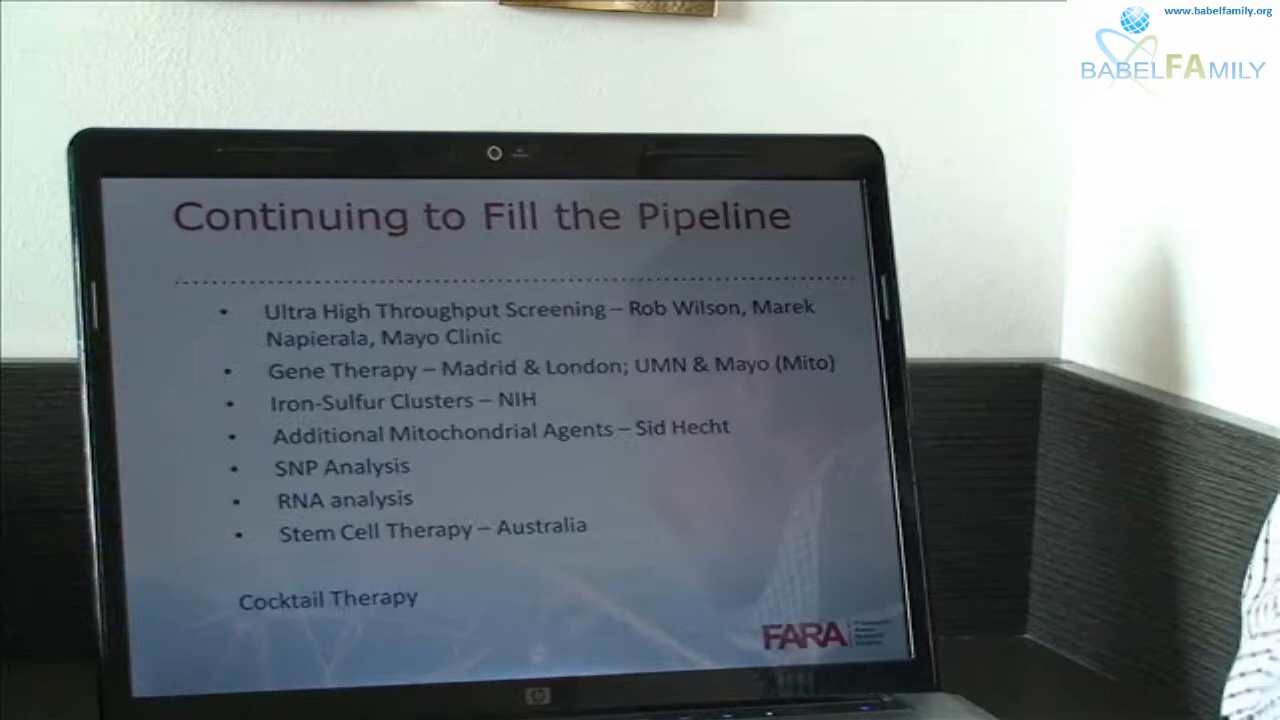 www.babelfamily.org
BABELFAMILY
Continuing to Fill the Pipeline
• Ultra High Throughput Screening – Rob Wilson, Marek
Napierala, Mayo Clinic
• Gene Therapy – Madrid & London; UMN & Mayo (Mito)
• Iron-Sulfur Clusters – NIH
• Additional Mitochondrial Agents – Sid Hecht
• SNP Analysis
• RNA analysis
• Stem Cell Therapy – Australia
Cocktail Therapy
FARA
hp